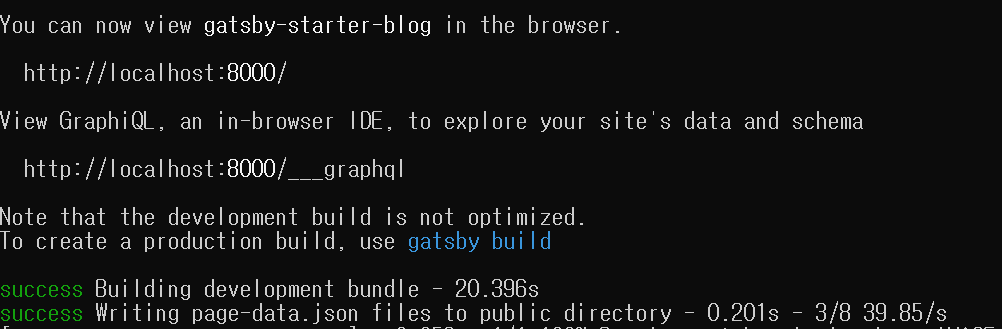 You can now view gatsby-starter-blog in the browser.
http://localhost:8000/
View GraphiQL, an in-browser IDE, to explore your site's data and schema
http://localhost:8000/___graphql
Note that the development build is not optimized.
To create a production build, use gatsby build
success Building development bundle - 20.396s
success Writing page-data.json files to public directory - 0.201s - 3/8 39.85/s